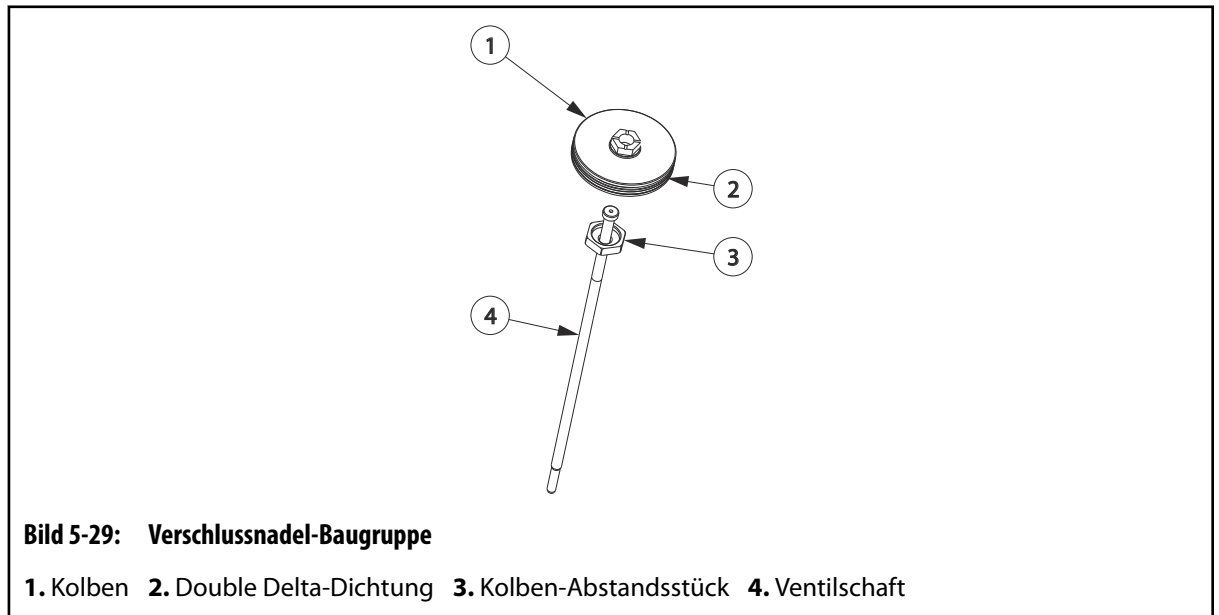 1
2
3
4
Bild 5-29: Verschlussnadel-Baugruppe
1. Kolben 2. Double Delta-Dichtung 3. Kolben-Abstandsstück 4. Ventilschaft